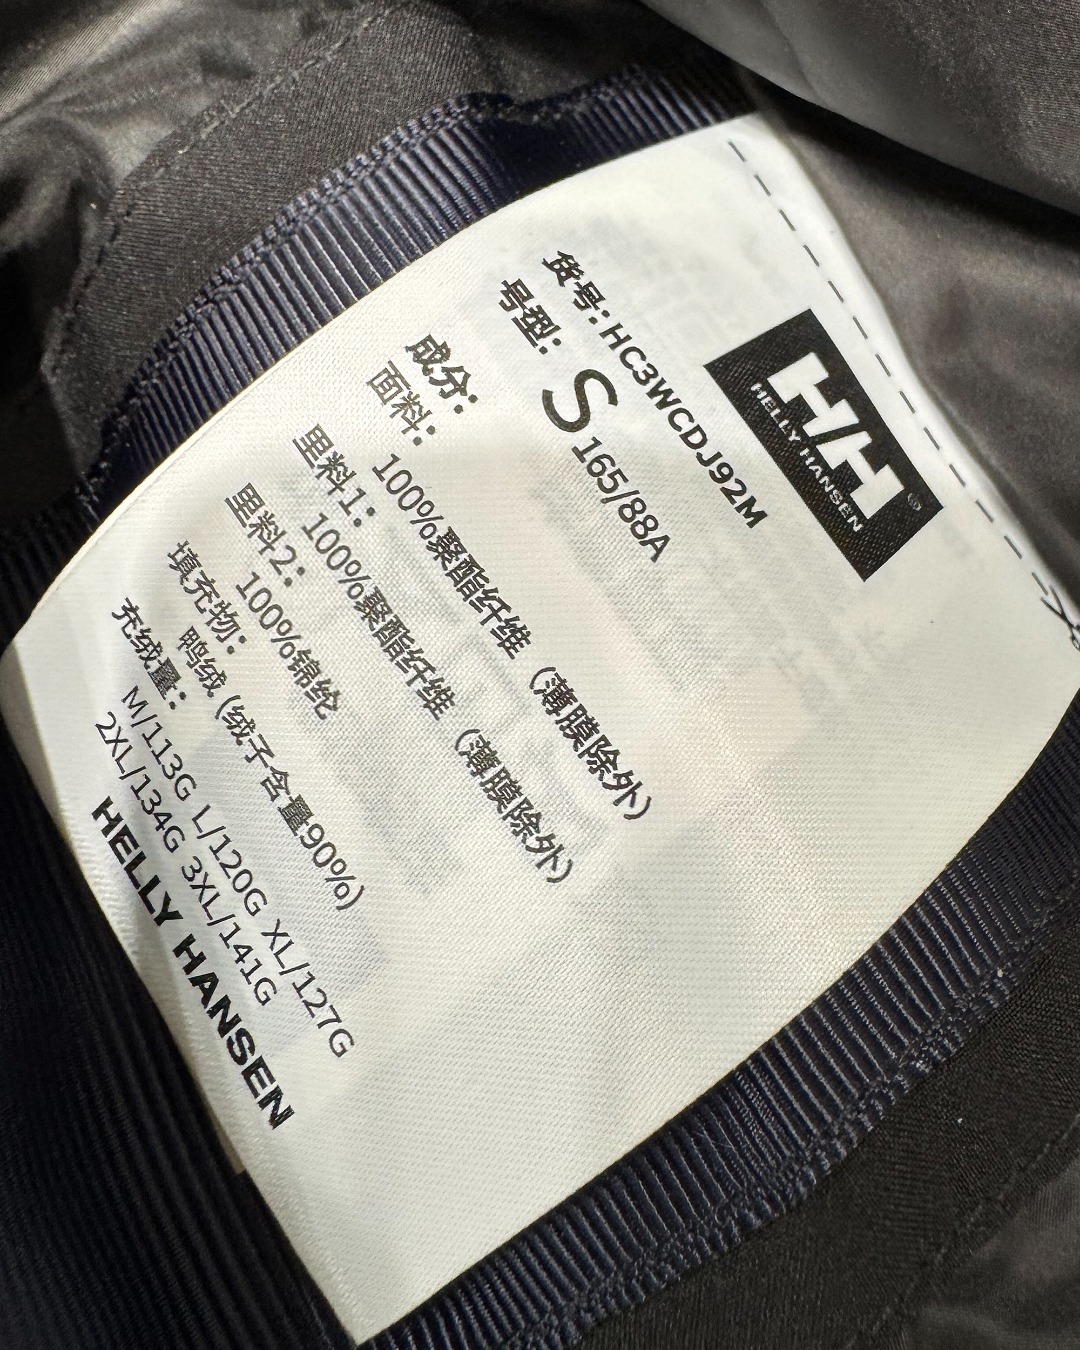 HH®
HELLY HANSEN
货号:HC3WCDJ92M
号型: S 165/88A
成分:
面料:
100%聚酯纤维 (薄膜除外)
里料1:
100%聚酯纤维 (薄膜除外)
里料2:
100%锦纶
填充物:
鸭绒 (绒子含量90%)
充绒量:
M/113G L/120G XL/127G
2XL/134G 3XL/141G
HELLY HANSEN